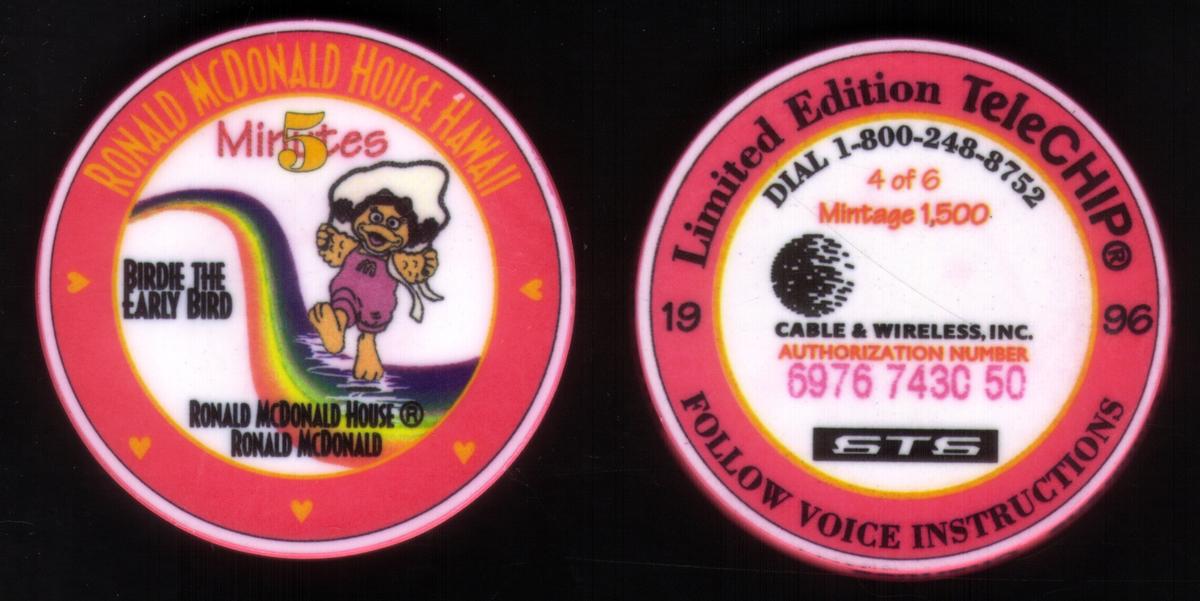 RONALD MCDONALD HOUSE HAWAII
5
Minutes
BIRDIE THE
EARLY BIRD
RONALD MCDONALD HOUSE ®
RONALD MCDONALD
Limited Edition TeleCHIP®
DIAL 1-800-248-8752
4 of 6
Mintage 1,500
CABLE & WIRELESS, INC.
AUTHORIZATION NUMBER
6976 7430 50
STS
19 96
FOLLOW VOICE INSTRUCTIONS